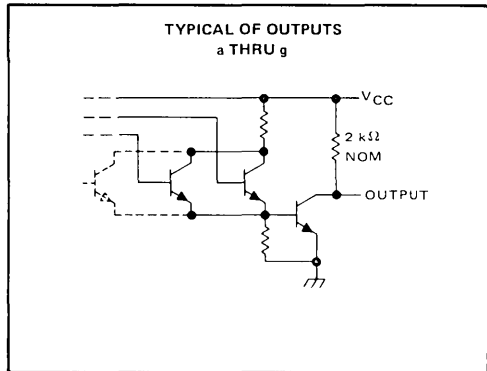 TYPICAL OF OUTPUTS
a THRU g
VCC
2 kΩ
NOM
OUTPUT